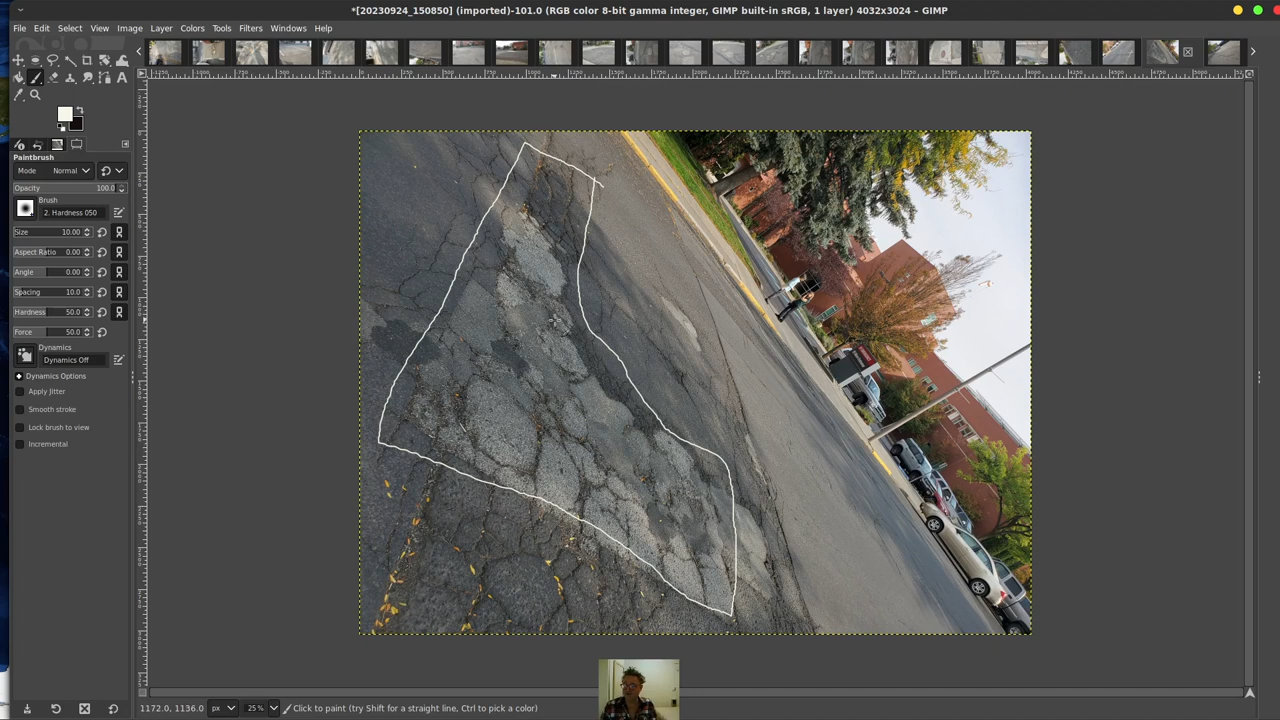 *[20230924_150850] (imported)-101.0 (RGB color 8-bit gamma integer, GIMP built-in sRGB, 1 layer) 4032x3024 – GIMP
File Edit Select View Image Layer Colors Tools Filters Windows Help
Paintbrush
Mode Normal
Opacity 100.0
Brush
2. Hardness 050
Size 10.00
Aspect Ratio 0.00
Angle 0.00
Spacing 10.0
Hardness 50.0
Force 50.0
Dynamics
Dynamics Off
Dynamics Options
Apply Jitter
Smooth stroke
Lock brush to view
Incremental
1172.0, 1136.0 px 25 % Click to paint (try Shift for a straight line, Ctrl to pick a color)